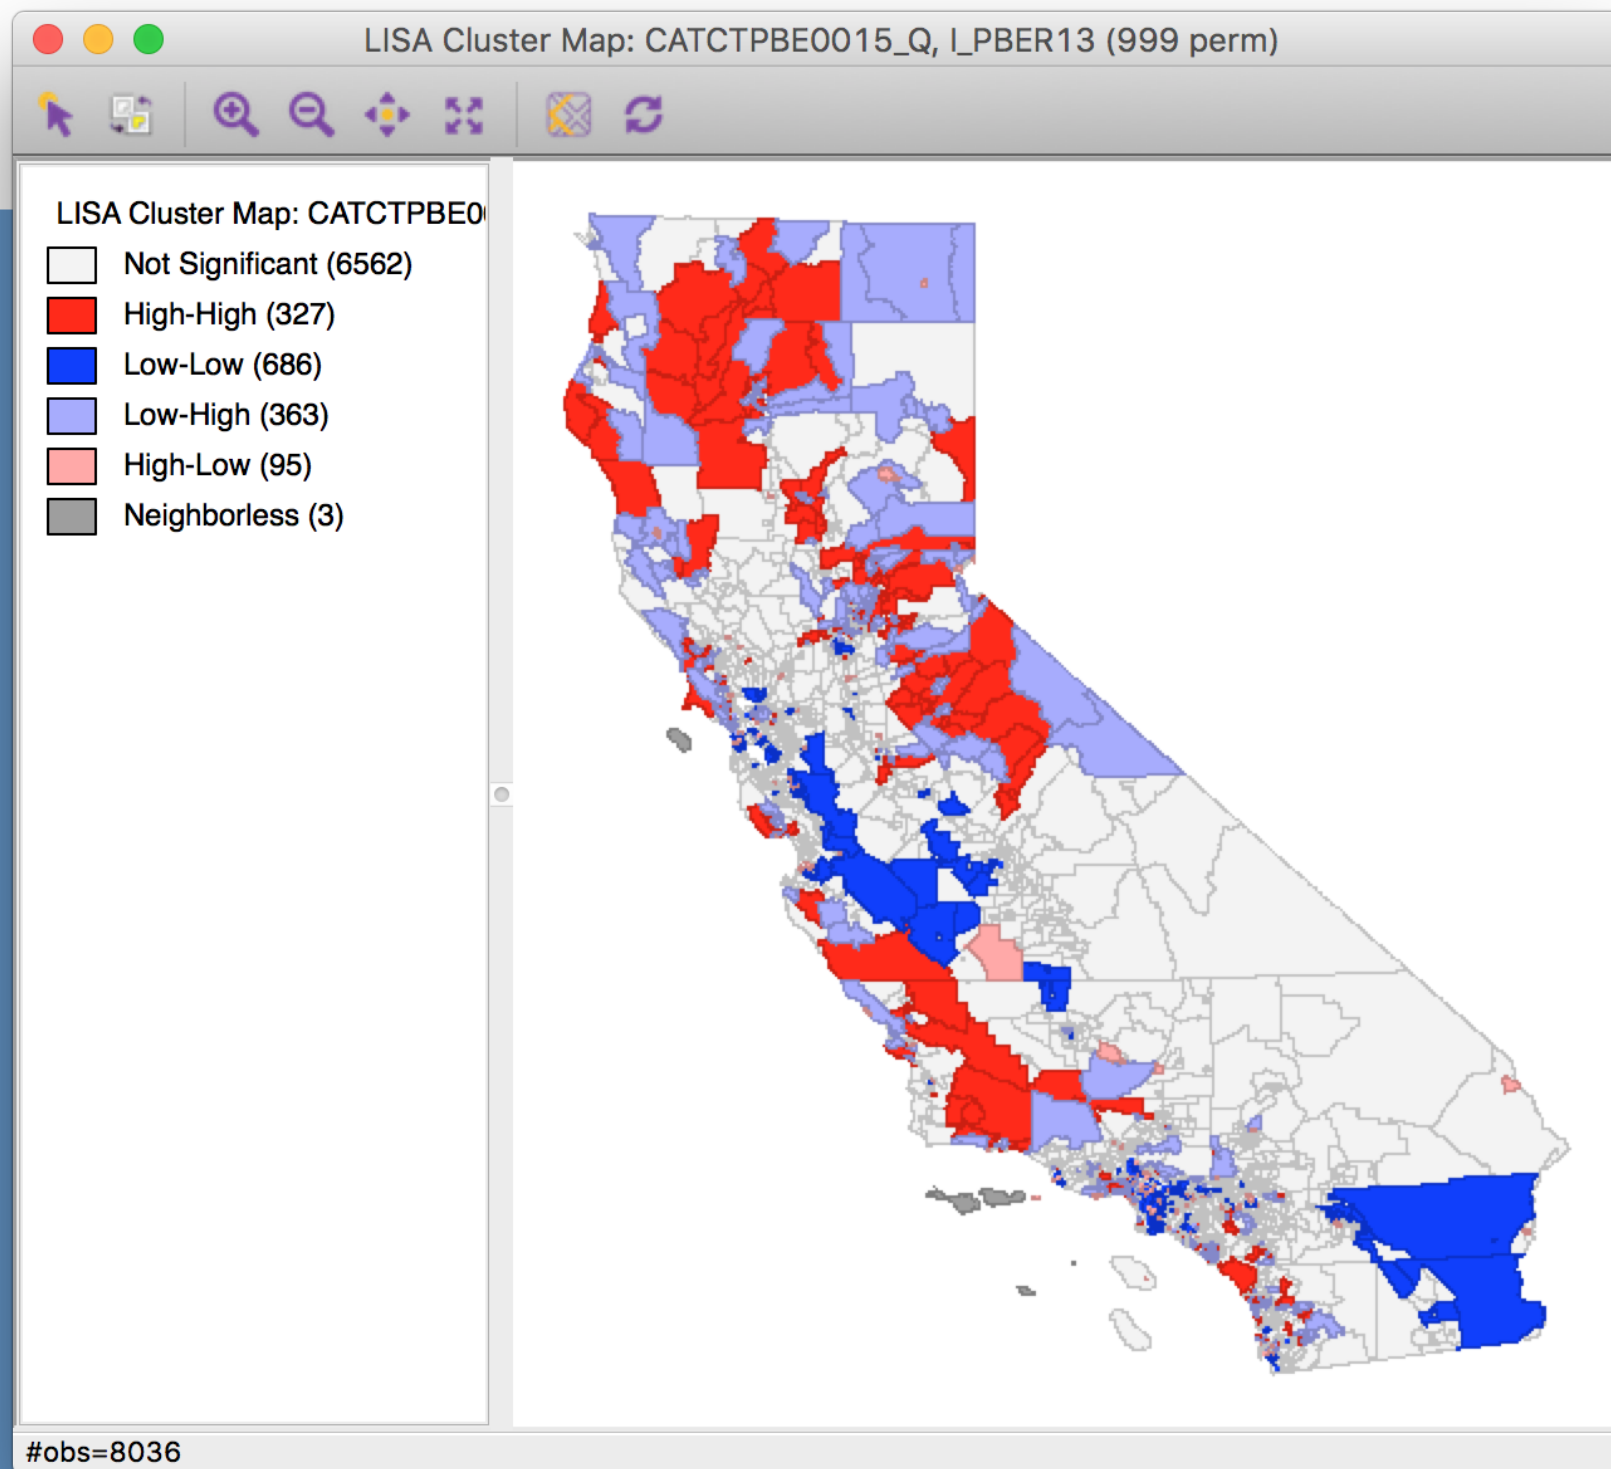 LISA Cluster Map: CATCTPBE0015_Q, I_PBER13 (999 perm)
LISA Cluster Map: CATCTPBE0
Not Significant (6562)
High-High (327)
Low-Low (686)
Low-High (363)
High-Low (95)
Neighborless (3)
#obs=8036